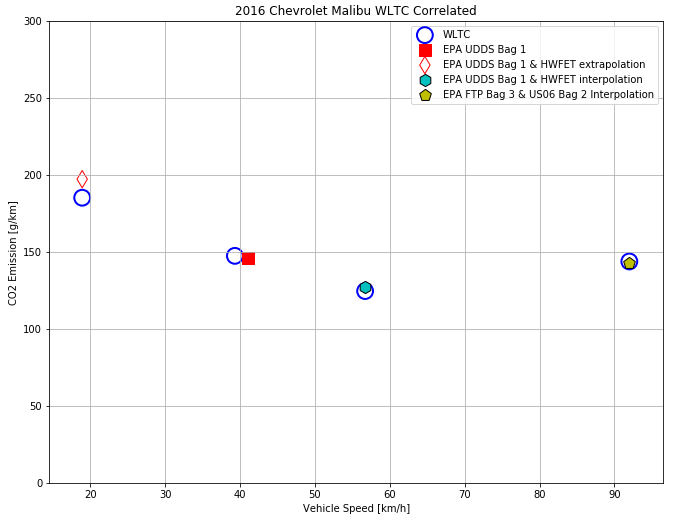 2016 Chevrolet Malibu WLTC Correlated
WLTC
EPA UDDS Bag 1
EPA UDDS Bag 1 & HWFET extrapolation
EPA UDDS Bag 1 & HWFET interpolation
EPA FTP Bag 3 & US06 Bag 2 Interpolation
CO2 Emission [g/km]
300
250
200
150
100
50
0
20 30 40 50 60 70 80 90
Vehicle Speed [km/h]